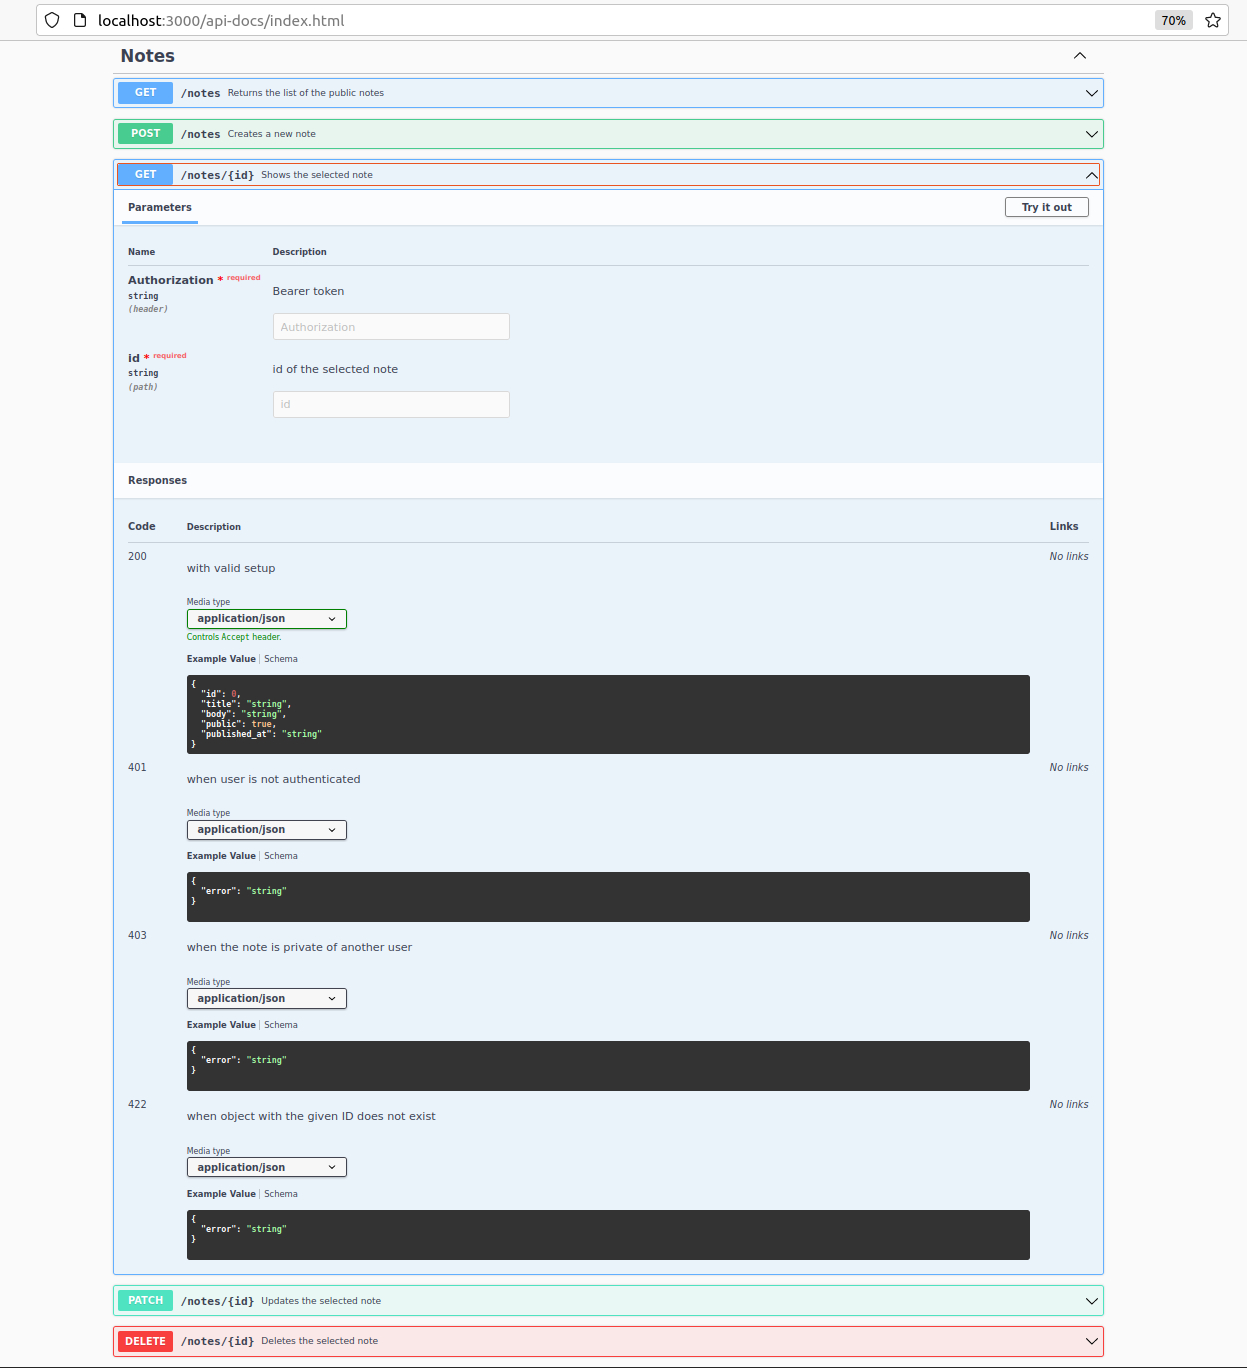 localhost:3000/api-docs/index.html 70%
Notes
GET /notes Returns the list of the public notes
POST /notes Creates a new note
GET /notes/{id} Shows the selected note
Parameters Try it out
Name Description
Authorization * required
string
(header)
Bearer token
Authorization
id * required
string
(path)
id of the selected note
id
Responses
Code Description Links
200 No links
with valid setup
Media type
application/json
Controls Accept header.
Example Value | Schema
{
"id": 0,
"title": "string",
"body": "string",
"public": true,
"published_at": "string"
}
401 No links
when user is not authenticated
Media type
application/json
Example Value | Schema
{
"error": "string"
}
403 No links
when the note is private of another user
Media type
application/json
Example Value | Schema
{
"error": "string"
}
422 No links
when object with the given ID does not exist
Media type
application/json
Example Value | Schema
{
"error": "string"
}
PATCH /notes/{id} Updates the selected note
DELETE /notes/{id} Deletes the selected note